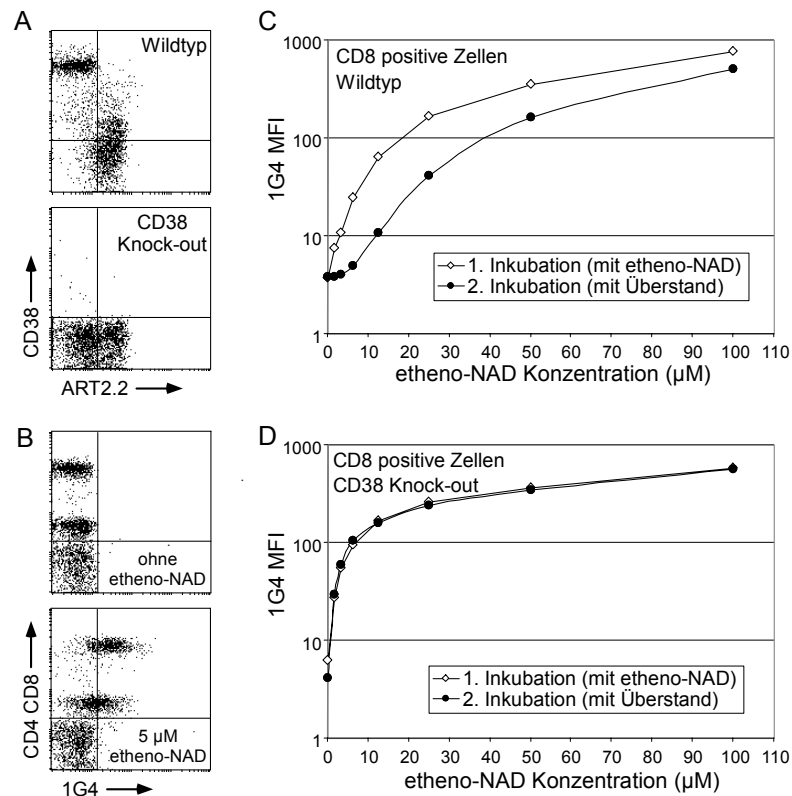 A
Wildtyp
CD38
Knock-out
CD38
ART2.2
B
ohne
etheno-NAD
5 µM
etheno-NAD
CD4 CD8
1G4
C
CD8 positive Zellen
Wildtyp
1G4 MFI
1000
100
10
1
1. Inkubation (mit etheno-NAD)
2. Inkubation (mit Überstand)
0 10 20 30 40 50 60 70 80 90 100 110
etheno-NAD Konzentration (µM)
D
CD8 positive Zellen
CD38 Knock-out
1G4 MFI
1000
100
10
1
1. Inkubation (mit etheno-NAD)
2. Inkubation (mit Überstand)
0 10 20 30 40 50 60 70 80 90 100 110
etheno-NAD Konzentration (µM)